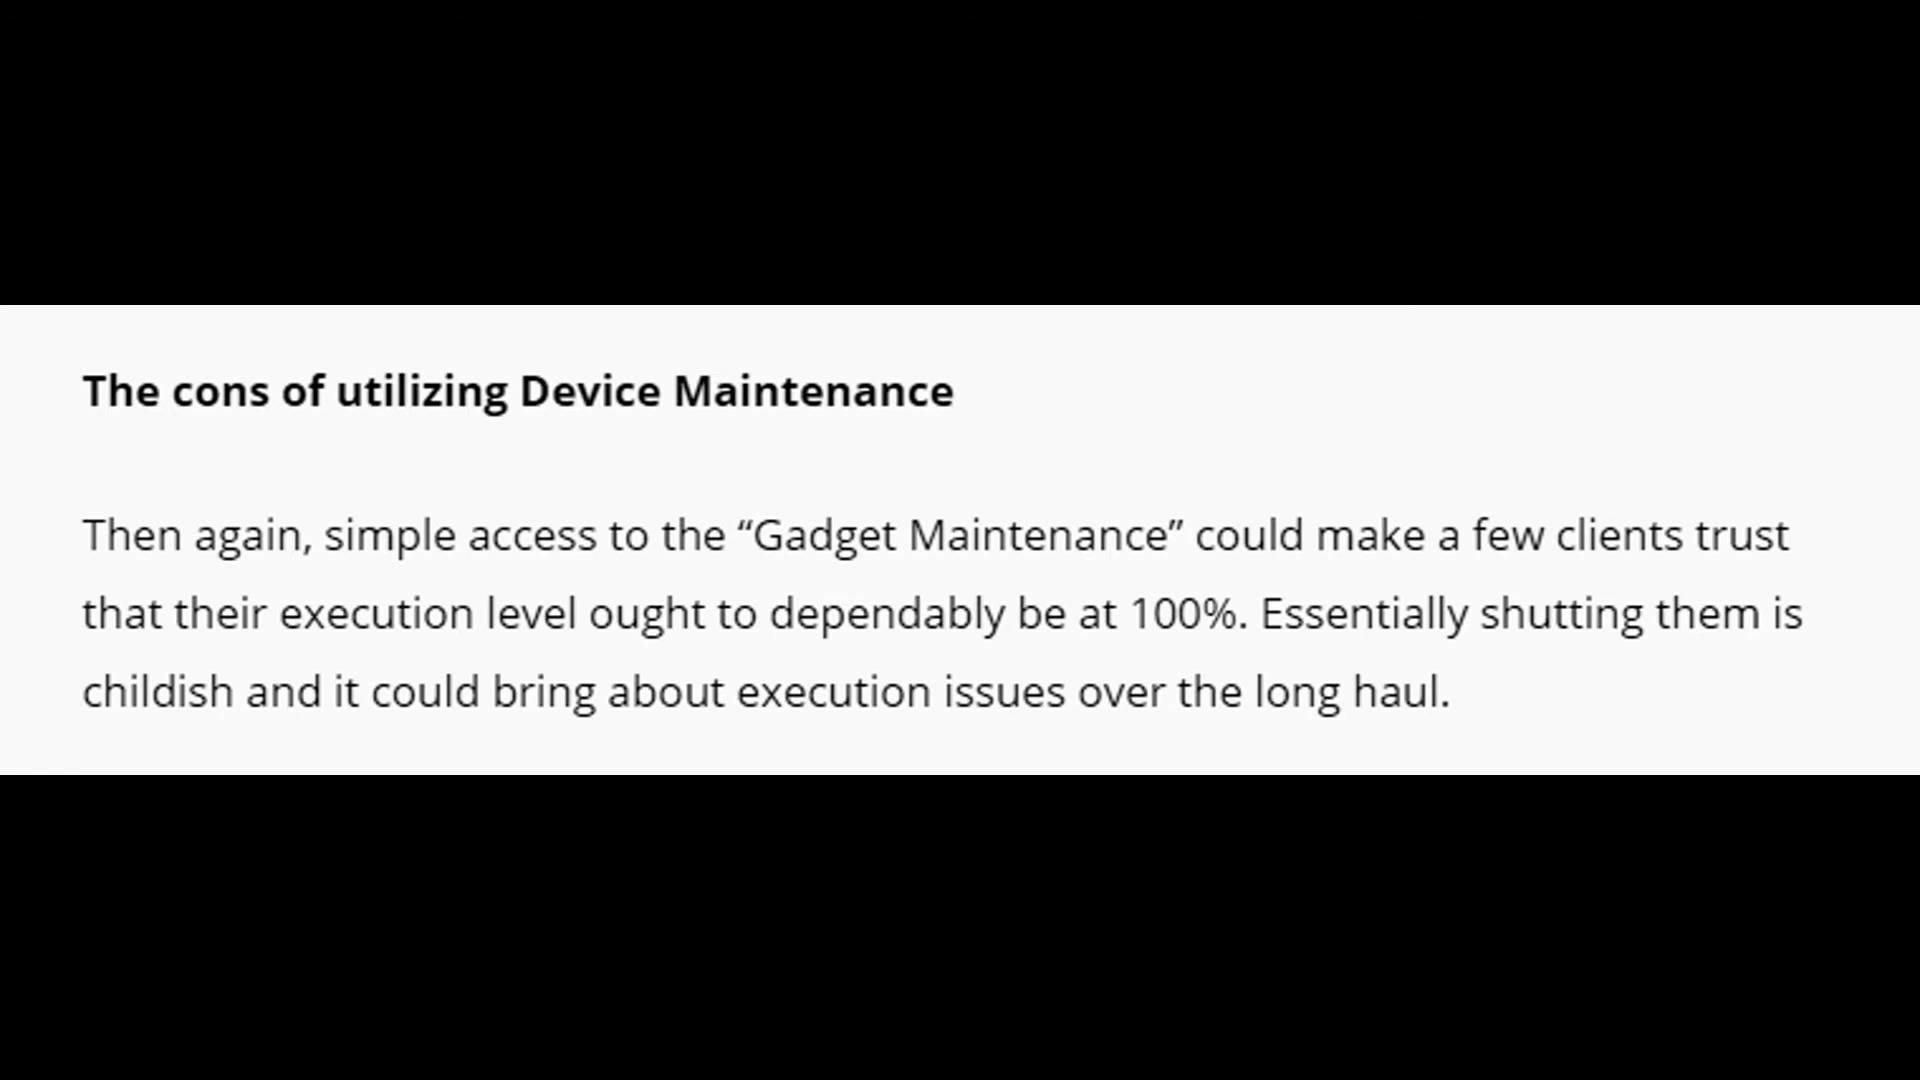 The cons of utilizing Device Maintenance
Then again, simple access to the “Gadget Maintenance” could make a few clients trust
that their execution level ought to dependably be at 100%. Essentially shutting them is
childish and it could bring about execution issues over the long haul.